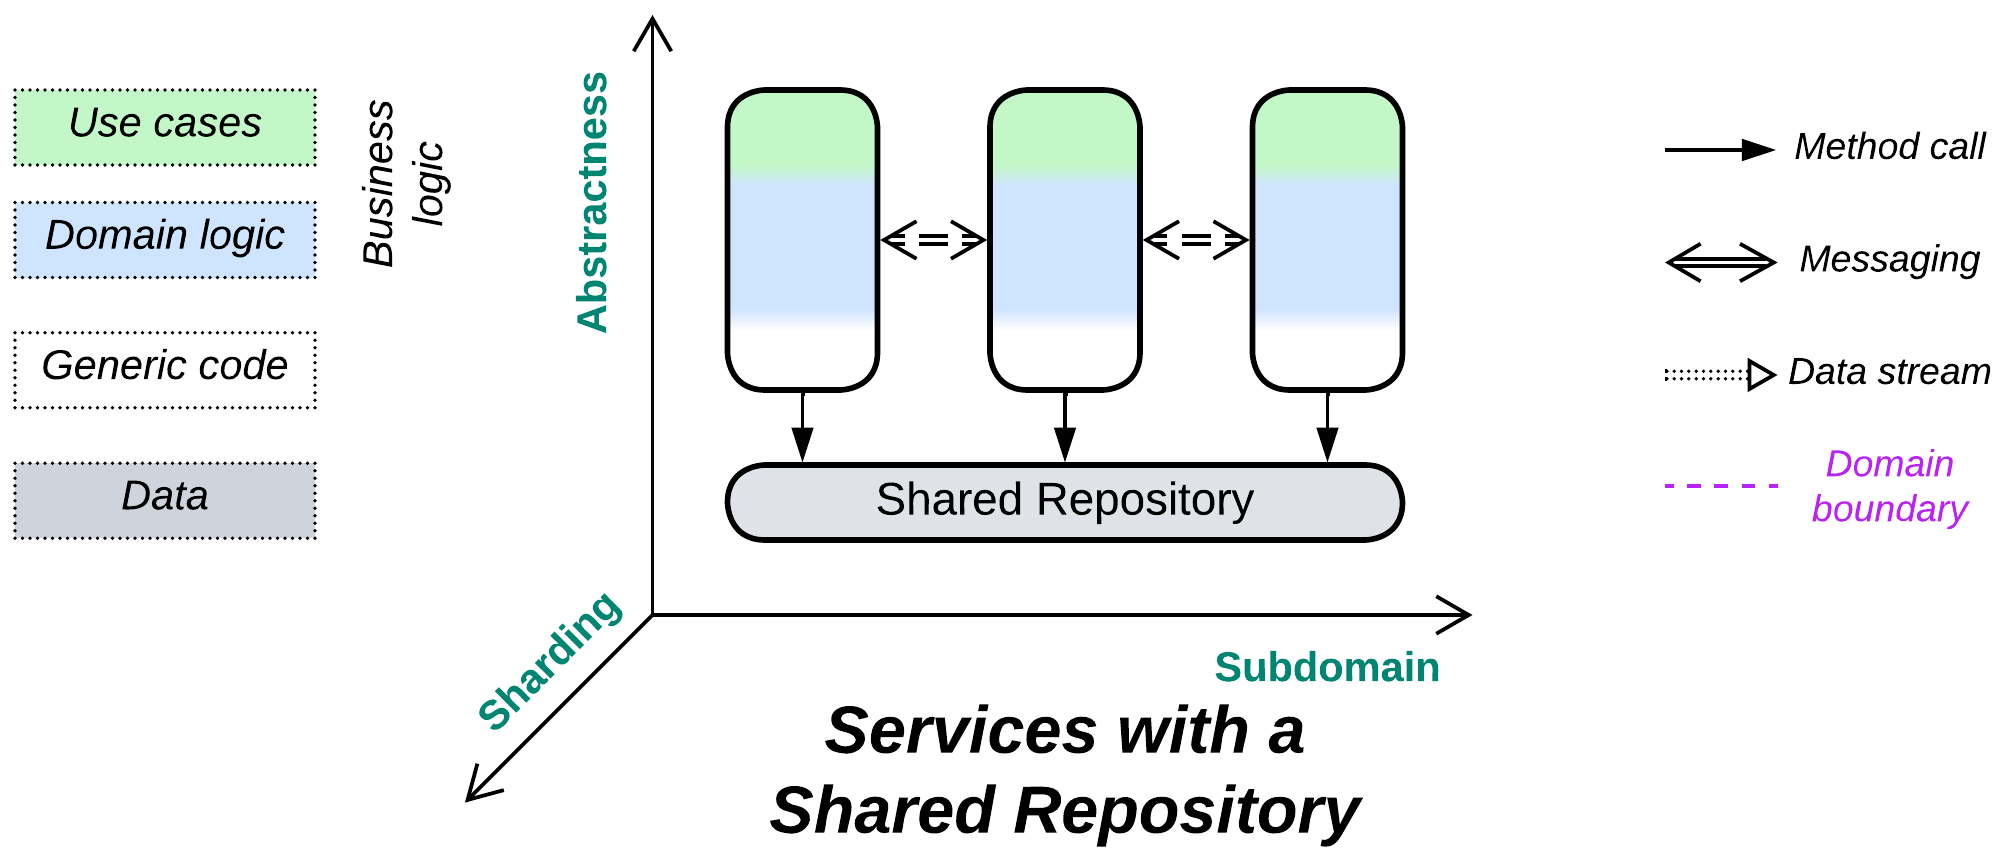 Use cases
Domain logic
Generic code
Data
Business
logic
Abstractness
Sharding
Subdomain
Shared Repository
Method call
Messaging
Data stream
Domain
boundary
Services with a
Shared Repository